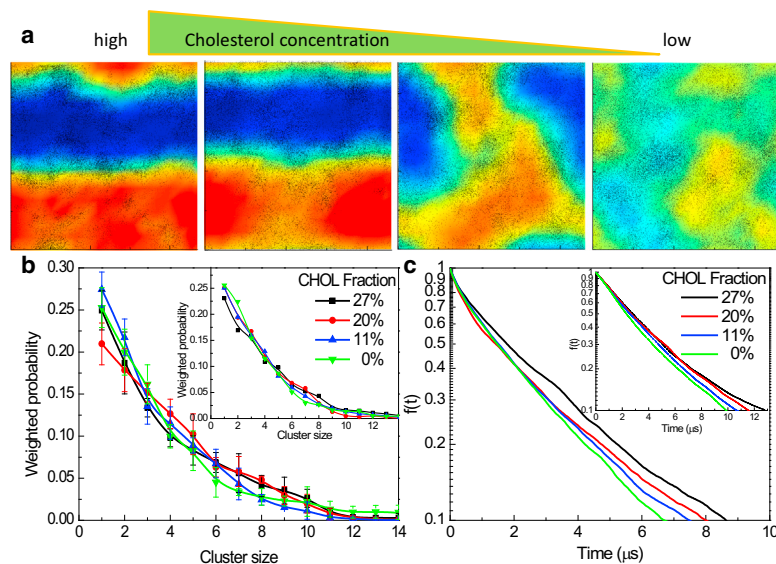 a
high
Cholesterol concentration
low
b
0.30
0.25
0.20
0.15
0.10
0.05
0.00
Weighted probability
0 2 4 6 8 10 12 14
Cluster size
CHOL Fraction
27%
20%
11%
0%
0.25
0.20
0.15
0.10
0.05
0.00
Weighted probability
0 2 4 6 8 10 12
Cluster size
c
1
0.9
0.8
0.7
0.6
0.5
0.4
0.3
0.2
0.1
f(t)
0 2 4 6 8 10
Time (μs)
CHOL Fraction
27%
20%
11%
0%
0.9
0.7
0.5
0.4
0.3
0.2
0.1
f(t)
0 2 4 6 8 10 12
Time (μs)